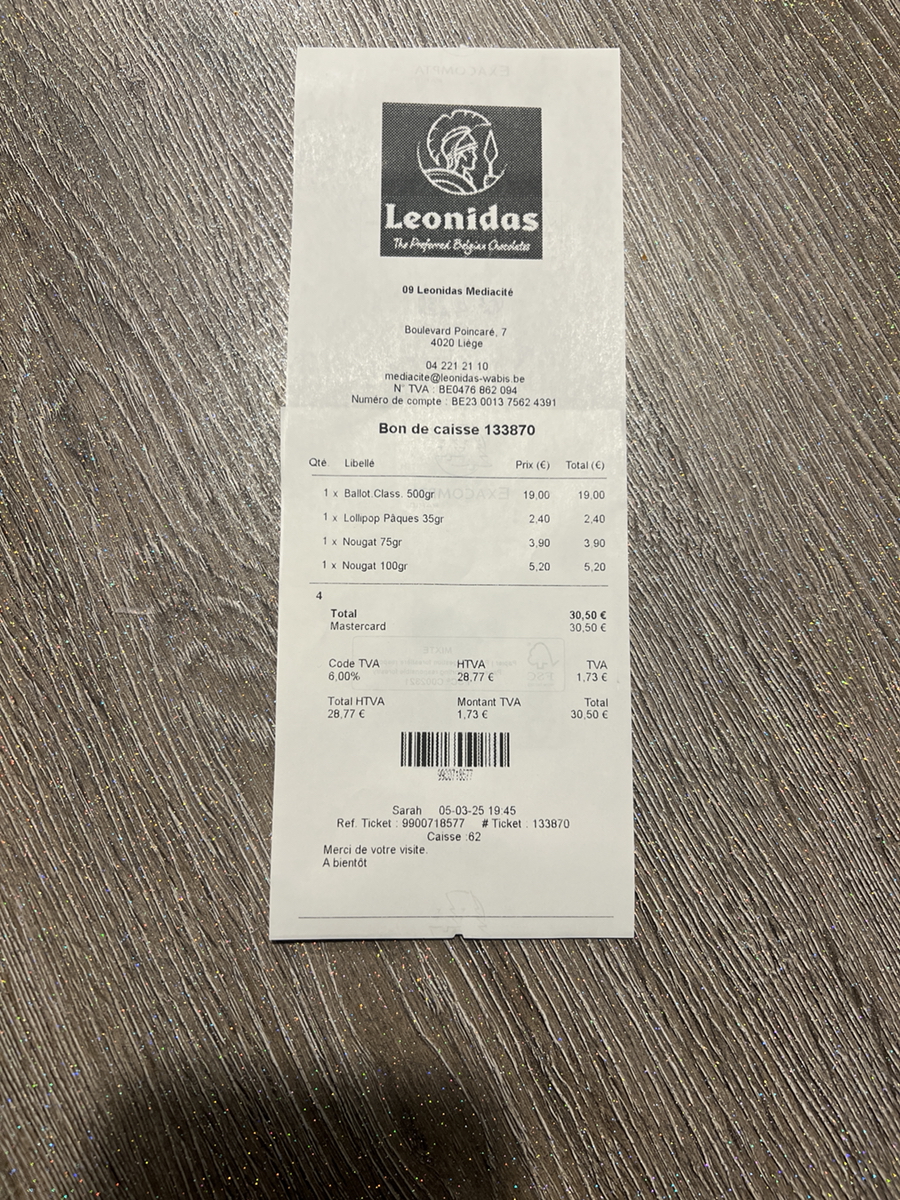 Leonidas
The Preferred Belgian Chocolates
09 Leonidas Mediacité
Boulevard Poincaré, 7
4020 Liège
04 221 21 10
mediacite@leonidas-wabis.be
N° TVA : BE0476 862 094
Numéro de compte : BE23 0013 7562 4391
Bon de caisse 133870
Qté Libellé Prix (€) Total (€)
1 x Ballot.Class. 500gr 19,00 19,00
1 x Lollipop Pâques 35gr 2,40 2,40
1 x Nougat 75gr 3,90 3,90
1 x Nougat 100gr 5,20 5,20
4
Total 30,50 €
Mastercard 30,50 €
Code TVA HTVA TVA
6,00% 28,77 € 1,73 €
Total HTVA Montant TVA Total
28,77 € 1,73 € 30,50 €
9900718577
Sarah 05-03-25 19:45
Ref. Ticket : 9900718577 # Ticket : 133870
Caisse :62
Merci de votre visite.
A bientôt